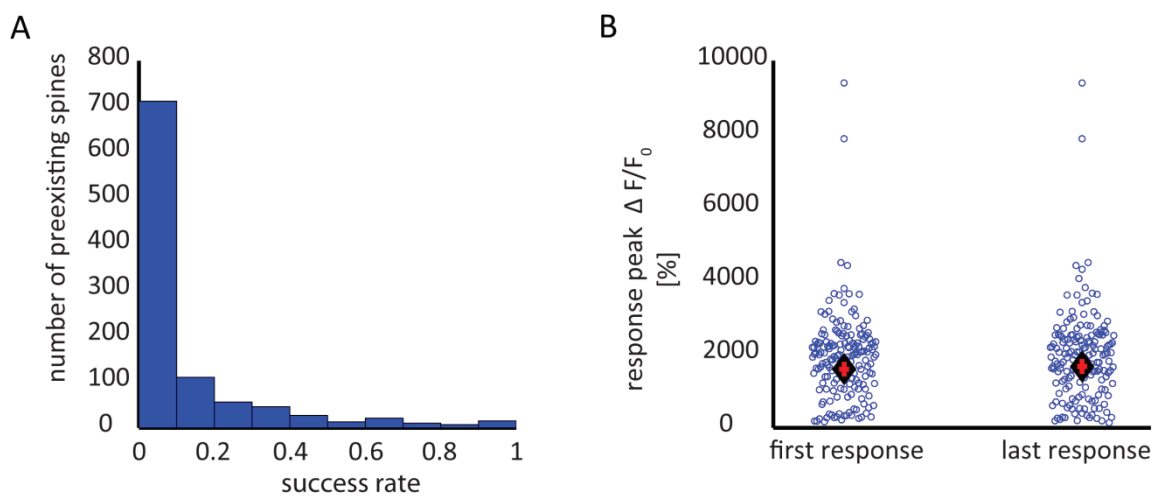 A
800
700
600
500
400
300
200
100
0
number of preexisting spines
0 0.2 0.4 0.6 0.8 1
success rate
B
10000
8000
6000
4000
2000
0
response peak Δ F/F0
[%]
first response last response